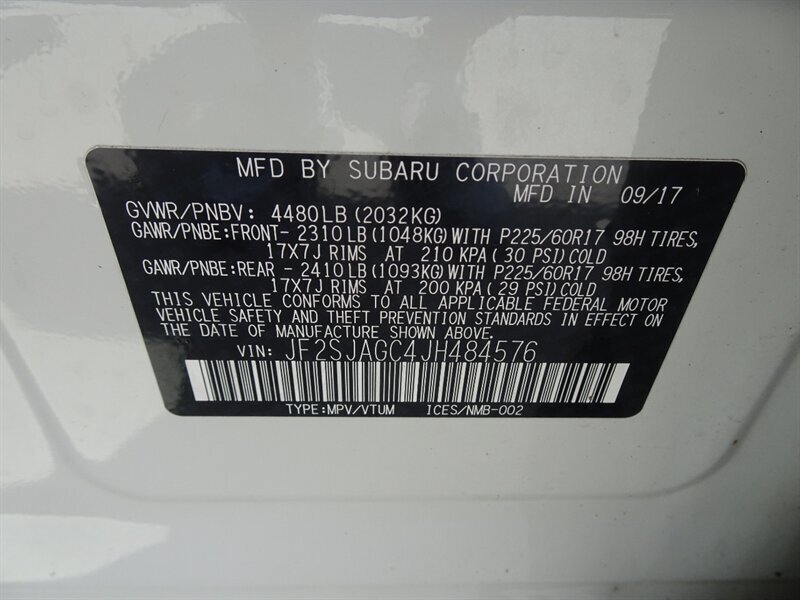 MFD BY SUBARU CORPORATION
MFD IN 09/17
GVWR/PNBV: 4480LB (2032KG)
GAWR/PNBE:FRONT- 2310LB (1048KG) WITH P225/60R17 98H TIRES,
17X7J RIMS AT 210 KPA ( 30 PSI) COLD
GAWR/PNBE:REAR - 2410LB (1093KG) WITH P225/60R17 98H TIRES,
17X7J RIMS AT 200 KPA ( 29 PSI) COLD
THIS VEHICLE CONFORMS TO ALL APPLICABLE FEDERAL MOTOR
VEHICLE SAFETY AND THEFT PREVENTION STANDARDS IN EFFECT ON
THE DATE OF MANUFACTURE SHOWN ABOVE.
VIN: JF2SJAGC4JH484576
TYPE:MPV/VTUM ICES/NMB-002